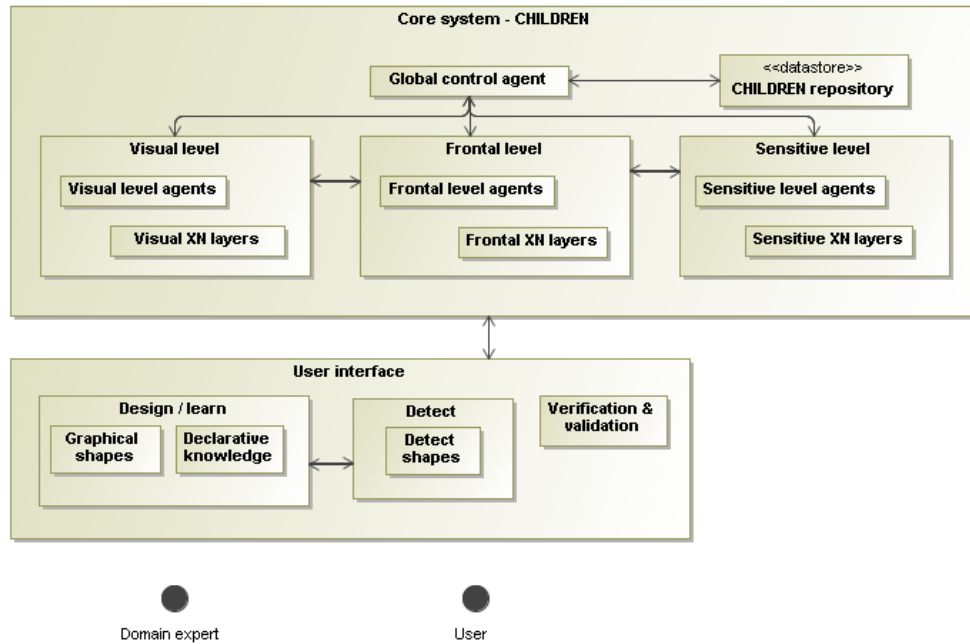 Core system - CHILDREN
Global control agent
<<datastore>>
CHILDREN repository
Visual level
Visual level agents
Visual XN layers
Frontal level
Frontal level agents
Frontal XN layers
Sensitive level
Sensitive level agents
Sensitive XN layers
User interface
Design / learn
Graphical
shapes
Declarative
knowledge
Detect
Detect
shapes
Verification &
validation
Domain expert
User